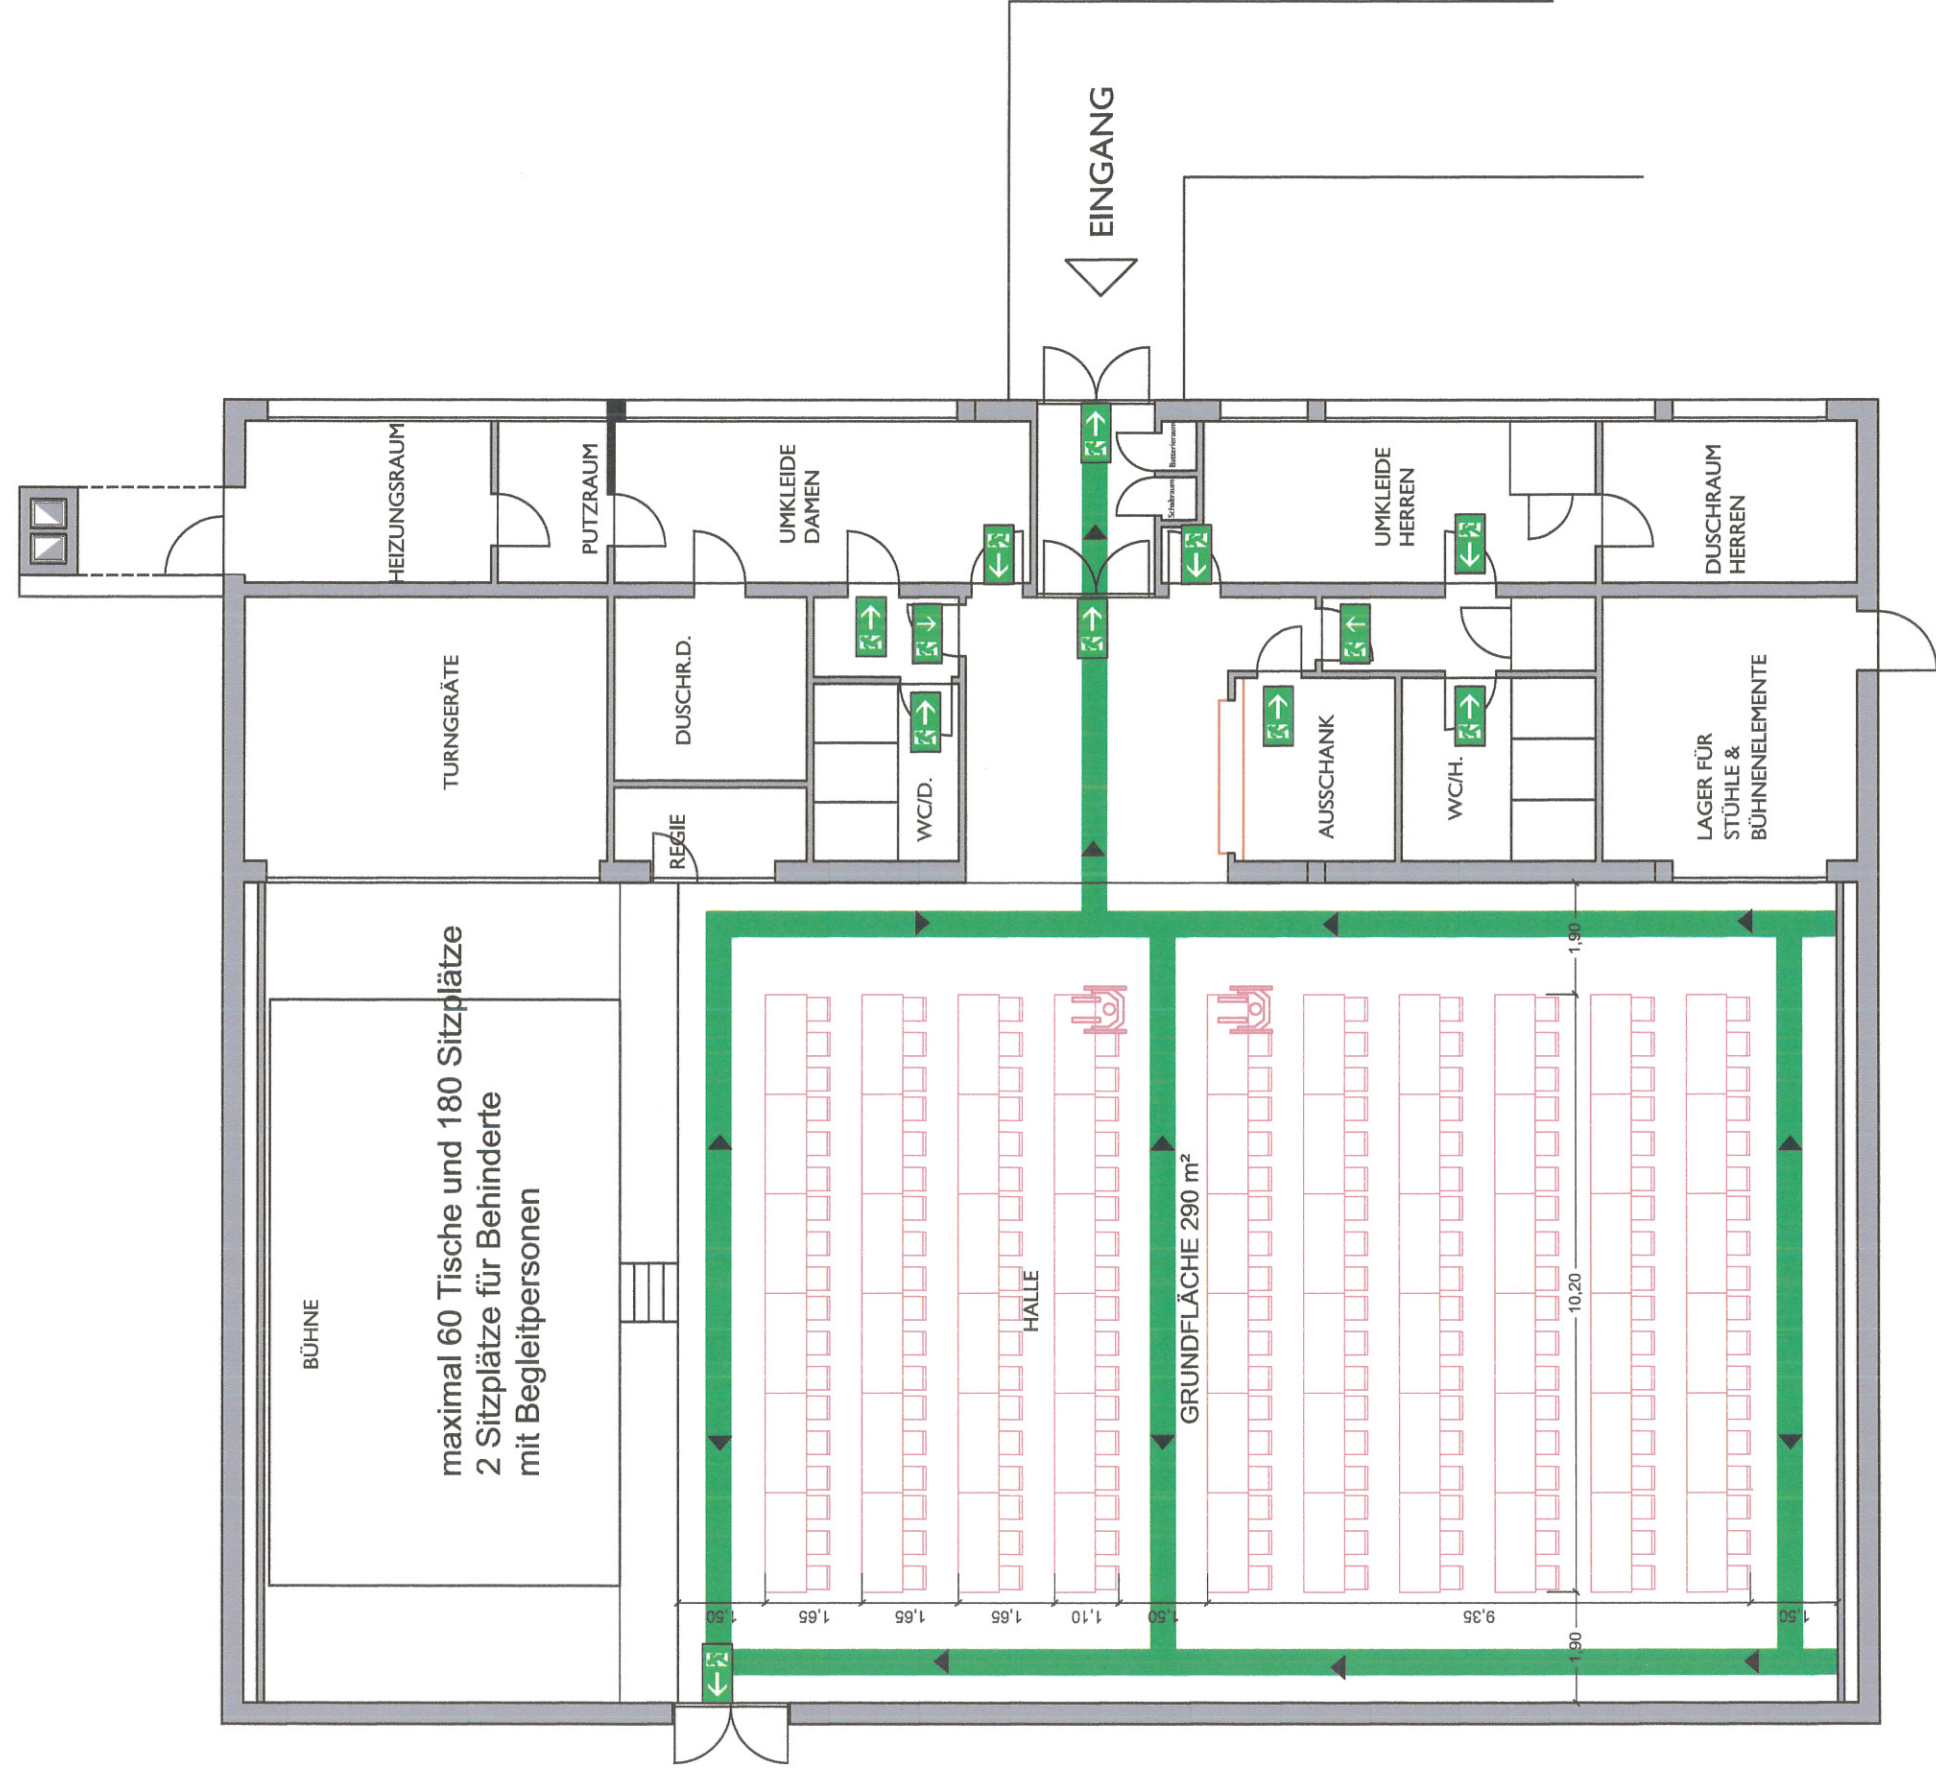 EINGANG
HEIZUNGSRAUM
PUTZRAUM
UMKLEIDE
DAMEN
Batterieraum
Schaltraum
UMKLEIDE
HERREN
DUSCHRAUM
HERREN
TURNGERÄTE
DUSCHR.D.
REGIE
WC/D.
AUSSCHANK
WC/H.
LAGER FÜR
STÜHLE &
BÜHNENELEMENTE
BÜHNE
maximal 60 Tische und 180 Sitzplätze
2 Sitzplätze für Behinderte
mit Begleitpersonen
HALLE
GRUNDFLÄCHE 290 m²
1,90
10,20
1,90
1,50
1,65
1,65
1,65
1,10
1,50
9,35
1,50